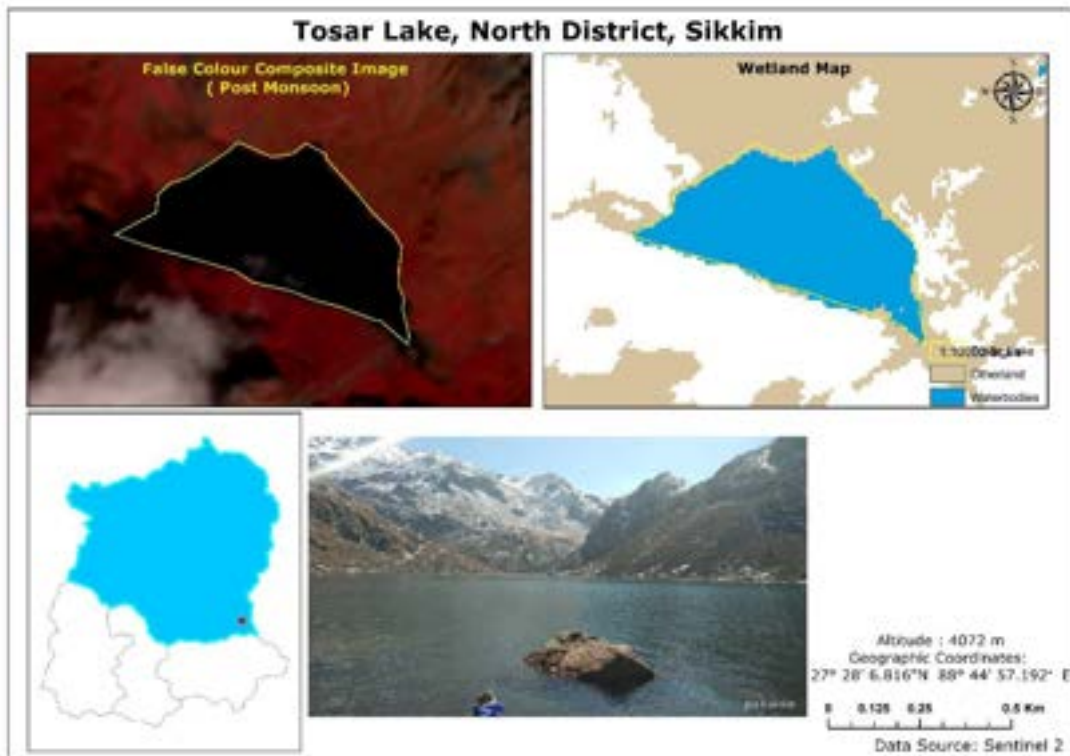 Tosar Lake, North District, Sikkim
False Colour Composite Image
( Post Monsoon)
Wetland Map
N
Otherland
Waterbodies
Altitude : 4072 m
Geographic Coordinates:
27° 28' 6.816"N 88° 44' 57.192" E
0 0.125 0.25 0.5 Km
Data Source: Sentinel 2